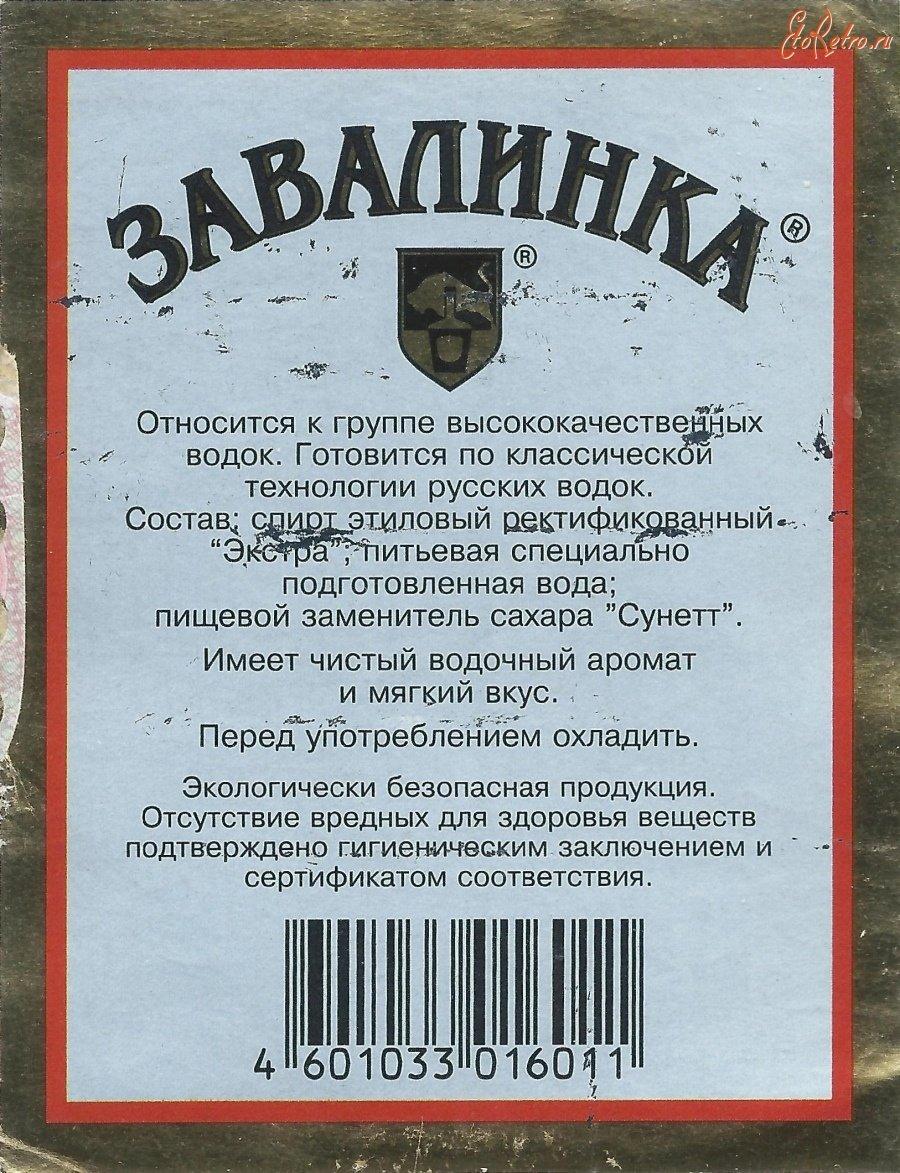 EtoRetro.ru
ЗАВАЛИНКА®
®
Относится к группе высококачественных
водок. Готовится по классической
технологии русских водок.
Состав: спирт этиловый ректификованный
“Экстра”; питьевая специально
подготовленная вода;
пищевой заменитель сахара ”Сунетт”.
Имеет чистый водочный аромат
и мягкий вкус.
Перед употреблением охладить.
Экологически безопасная продукция.
Отсутствие вредных для здоровья веществ
подтверждено гигиеническим заключением и
сертификатом соответствия.
4 601033 016011